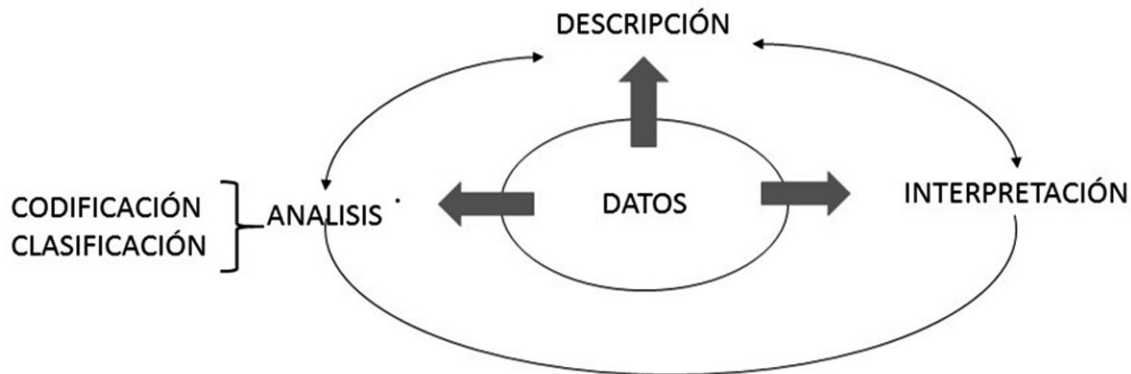 DESCRIPCIÓN
CODIFICACIÓN
CLASIFICACIÓN
ANALISIS
DATOS
INTERPRETACIÓN